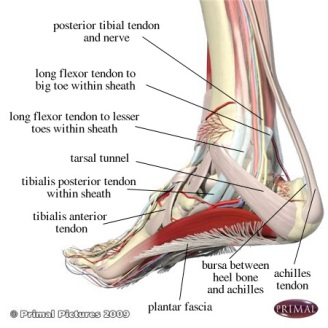 posterior tibial tendon
and nerve
long flexor tendon to
big toe within sheath
long flexor tendon to lesser
toes within sheath
tarsal tunnel
tibialis posterior tendon
within sheath
tibialis anterior
tendon
bursa between
heel bone
and achilles
achilles
tendon
plantar fascia
PRIMAL
© Primal Pictures 2009